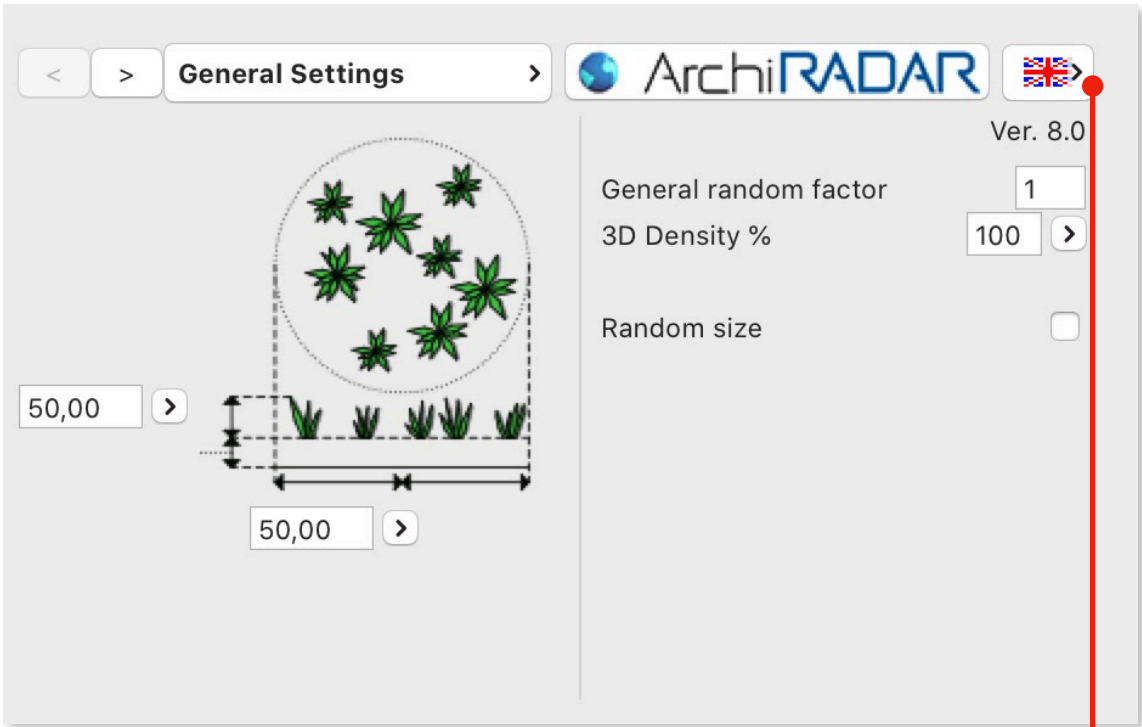 < > General Settings > ArchiRADAR >
Ver. 8.0
General random factor 1
3D Density % 100 >
Random size
50,00 >
50,00 >